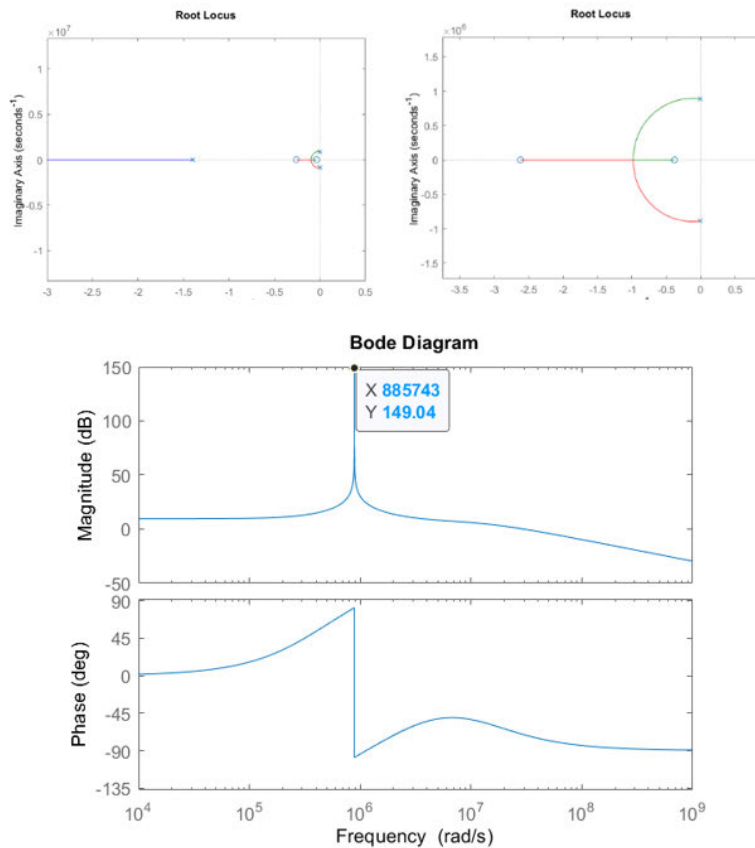 Root Locus
×10⁷
Imaginary Axis (seconds⁻¹)
1
0.5
0
-0.5
-1
-3 -2.5 -2 -1.5 -1 -0.5 0 0.5
Root Locus
×10⁶
Imaginary Axis (seconds⁻¹)
1.5
1
0.5
0
-0.5
-1
-1.5
-3.5 -3 -2.5 -2 -1.5 -1 -0.5 0
Bode Diagram
Magnitude (dB)
150
100
50
0
-50
X 885743
Y 149.04
Phase (deg)
90
45
0
-45
-90
-135
10⁴ 10⁵ 10⁶ 10⁷ 10⁸ 10⁹
Frequency (rad/s)